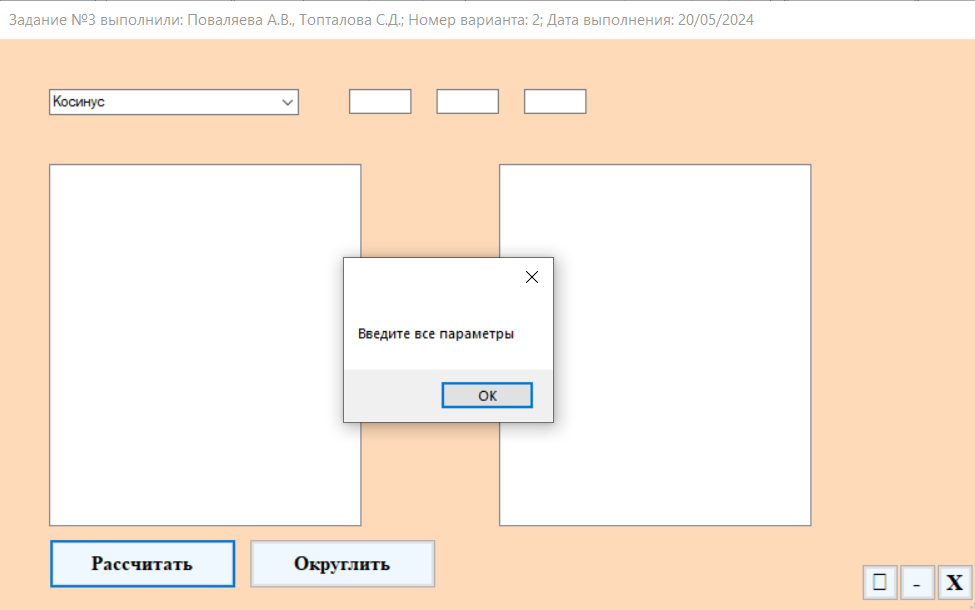 Задание №3 выполнили: Поваляева А.В., Топталова С.Д.; Номер варианта: 2; Дата выполнения: 20/05/2024
Косинус
Введите все параметры
ОК
Рассчитать
Округлить
- X